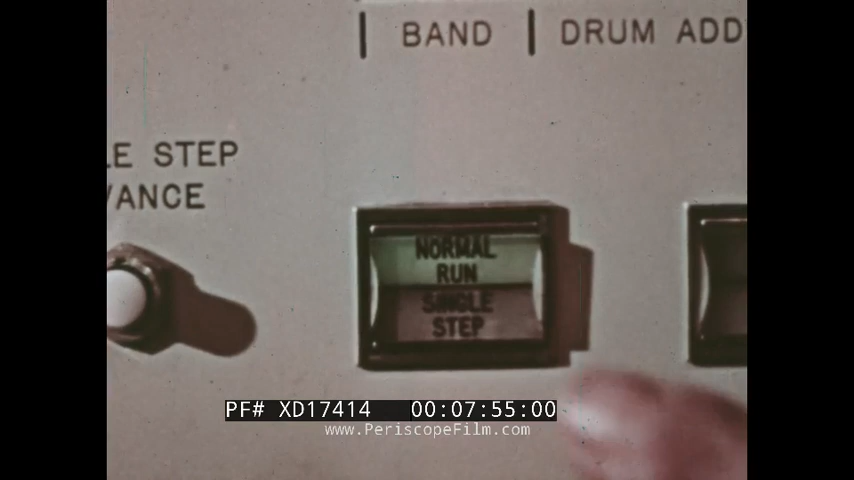 BAND
DRUM ADD
LE STEP
VANCE
NORMAL
RUN
SINGLE
STEP
PF# XD17414 00:07:55:00
www.PeriscopeFilm.com